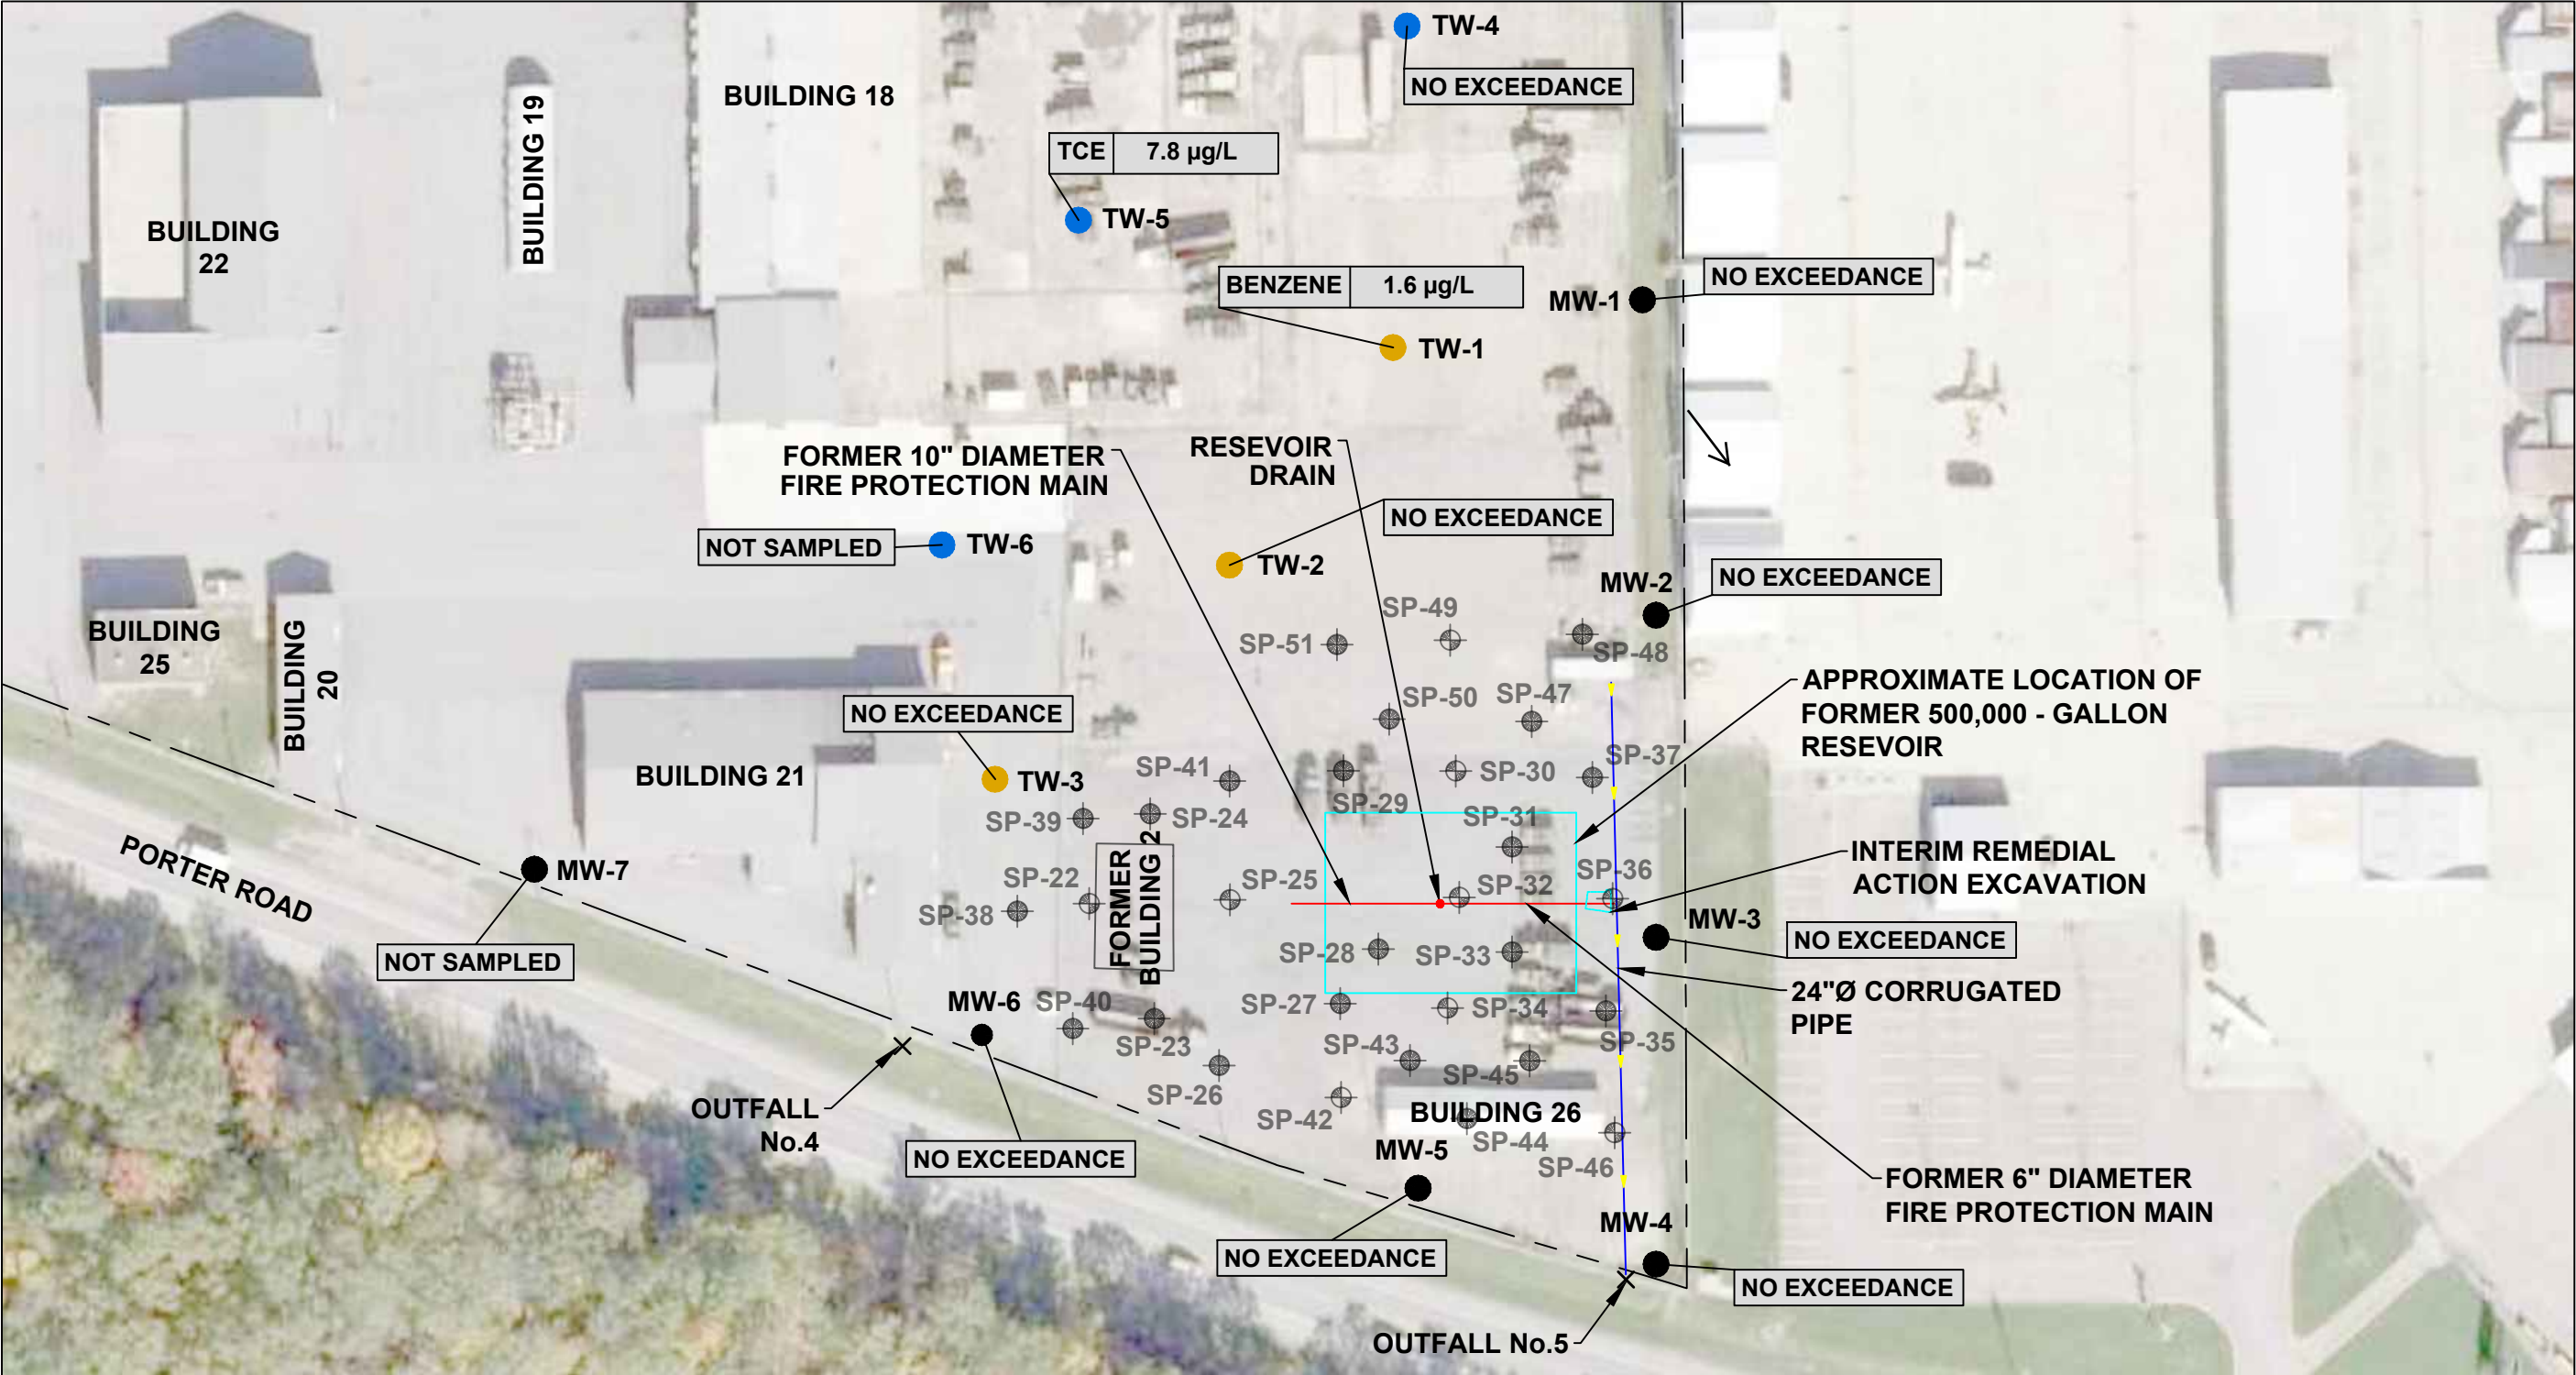 TW-4
NO EXCEEDANCE
BUILDING 18
BUILDING 19
TCE 7.8 µg/L
TW-5
BUILDING
22
BENZENE 1.6 µg/L
MW-1
NO EXCEEDANCE
TW-1
FORMER 10" DIAMETER
FIRE PROTECTION MAIN
RESEVOIR
DRAIN
NO EXCEEDANCE
NOT SAMPLED
TW-6
TW-2
MW-2
NO EXCEEDANCE
SP-49
SP-51
SP-48
BUILDING
25
BUILDING
20
SP-50
SP-47
APPROXIMATE LOCATION OF
FORMER 500,000 - GALLON
RESEVOIR
NO EXCEEDANCE
TW-3
BUILDING 21
SP-41
SP-29
SP-30
SP-37
SP-39
SP-24
SP-31
FORMER
BUILDING 2
PORTER ROAD
MW-7
NOT SAMPLED
SP-22
SP-38
SP-25
SP-32
SP-36
INTERIM REMEDIAL
ACTION EXCAVATION
MW-3
NO EXCEEDANCE
SP-28
SP-33
24"Ø CORRUGATED
PIPE
MW-6
SP-40
SP-27
SP-34
SP-35
SP-23
SP-43
SP-45
SP-26
SP-42
BUILDING 26
SP-44
SP-46
OUTFALL
No.4
NO EXCEEDANCE
MW-5
NO EXCEEDANCE
FORMER 6" DIAMETER
FIRE PROTECTION MAIN
MW-4
NO EXCEEDANCE
OUTFALL No.5